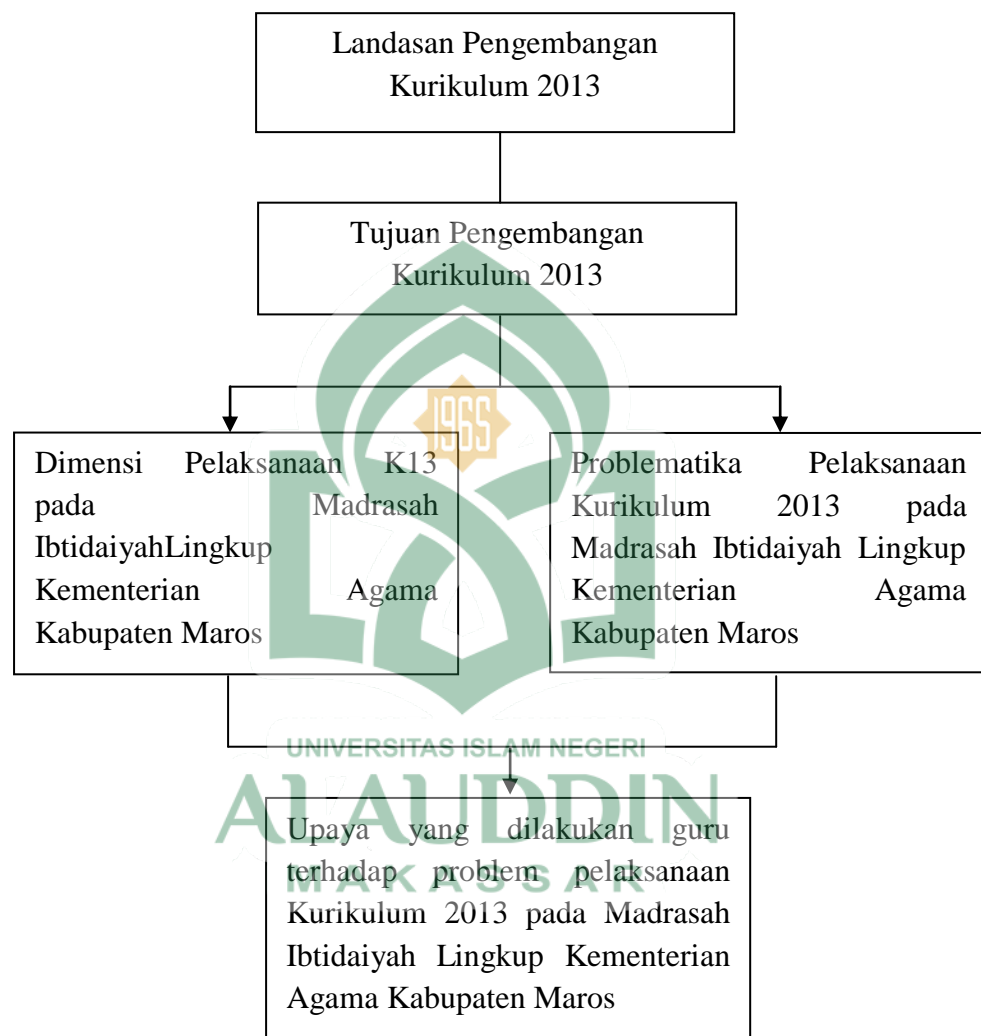 Landasan Pengembangan
Kurikulum 2013
Tujuan Pengembangan
Kurikulum 2013
1965
Dimensi Pelaksanaan K13
pada Madrasah
IbtidaiyahLingkup
Kementerian Agama
Kabupaten Maros
Problematika Pelaksanaan
Kurikulum 2013 pada
Madrasah Ibtidaiyah Lingkup
Kementerian Agama
Kabupaten Maros
UNIVERSITAS ISLAM NEGERI
ALAUDDIN
MAKASSAR
Upaya yang dilakukan guru
terhadap problem pelaksanaan
Kurikulum 2013 pada Madrasah
Ibtidaiyah Lingkup Kementerian
Agama Kabupaten Maros